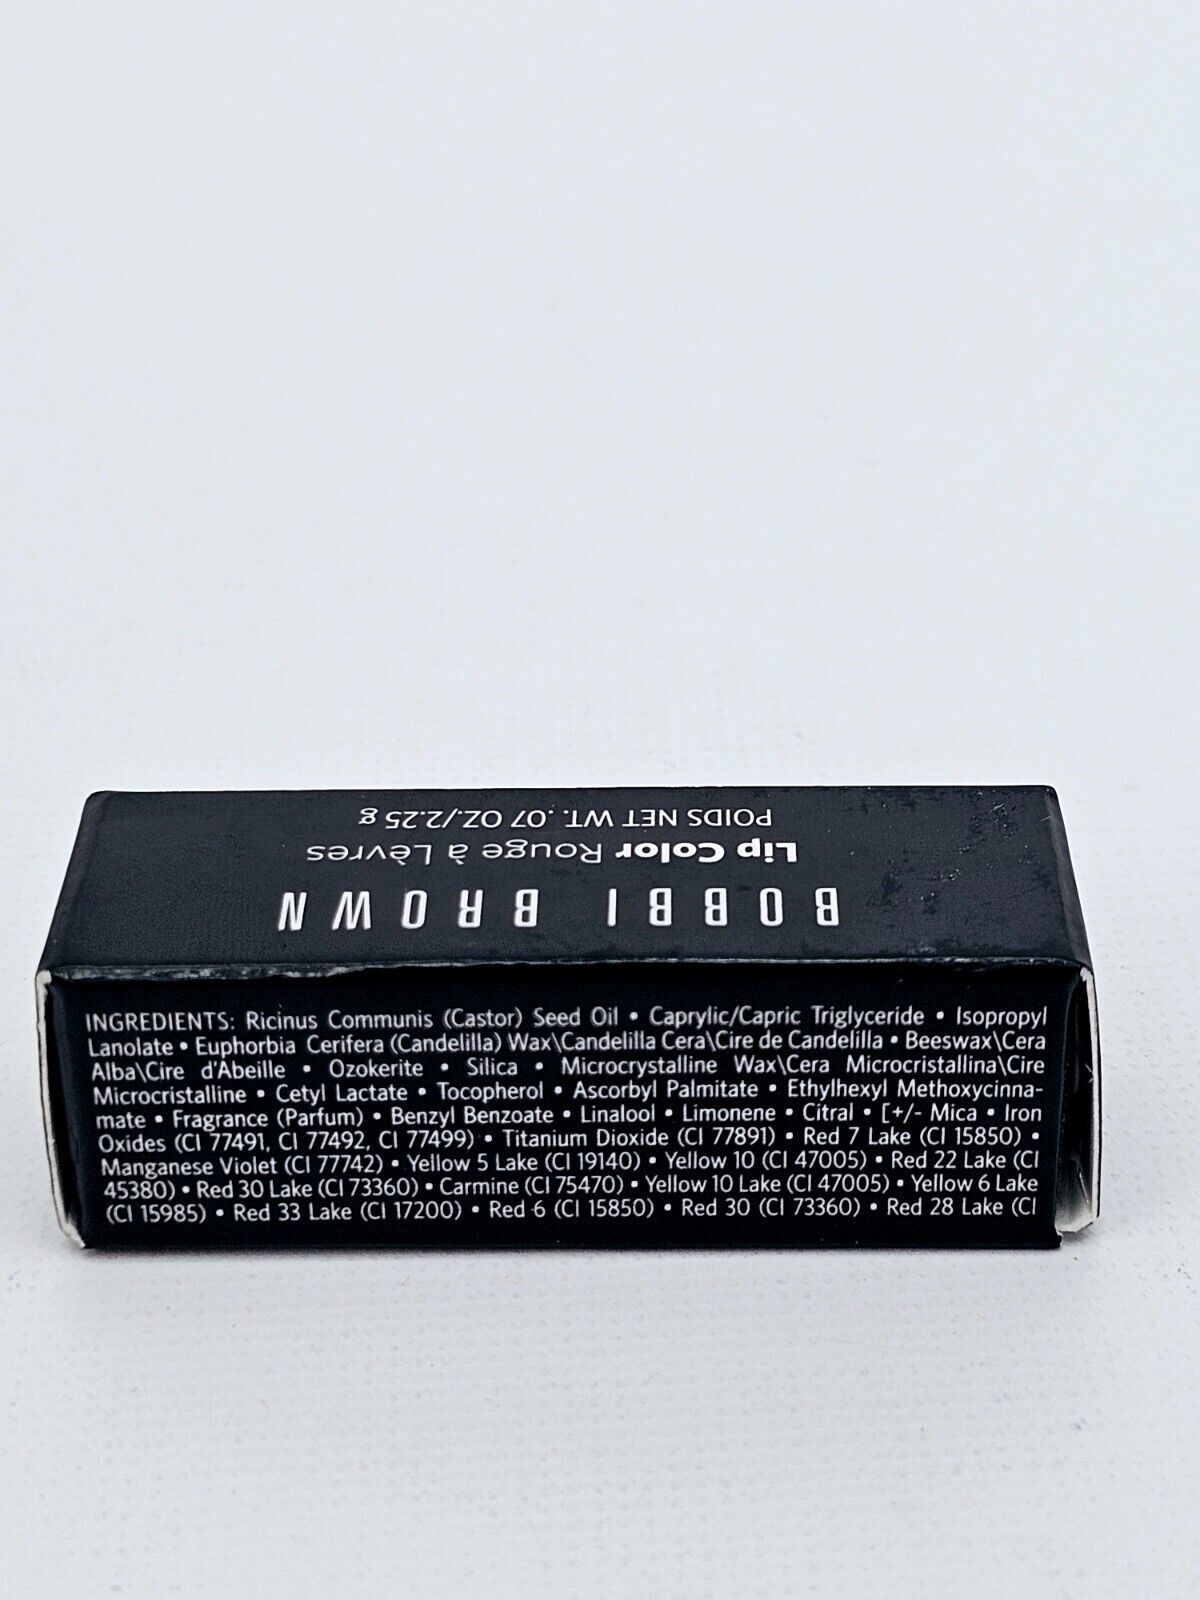 BOBBI BROWN
Lip Color Rouge à Lèvres
POIDS NET WT. .07 OZ./2.25 g
INGREDIENTS: Ricinus Communis (Castor) Seed Oil • Caprylic/Capric Triglyceride • Isopropyl
Lanolate • Euphorbia Cerifera (Candelilla) Wax\Candelilla Cera\Cire de Candelilla • Beeswax\Cera
Alba\Cire d'Abeille • Ozokerite • Silica • Microcrystalline Wax\Cera Microcristallina\Cire
Microcristalline • Cetyl Lactate • Tocopherol • Ascorbyl Palmitate • Ethylhexyl Methoxycinna-
mate • Fragrance (Parfum) • Benzyl Benzoate • Linalool • Limonene • Citral • [+/- Mica • Iron
Oxides (CI 77491, CI 77492, CI 77499) • Titanium Dioxide (CI 77891) • Red 7 Lake (CI 15850) •
Manganese Violet (CI 77742) • Yellow 5 Lake (CI 19140) • Yellow 10 (CI 47005) • Red 22 Lake (CI
45380) • Red 30 Lake (CI 73360) • Carmine (CI 75470) • Yellow 10 Lake (CI 47005) • Yellow 6 Lake
(CI 15985) • Red 33 Lake (CI 17200) • Red 6 (CI 15850) • Red 30 (CI 73360) • Red 28 Lake (CI